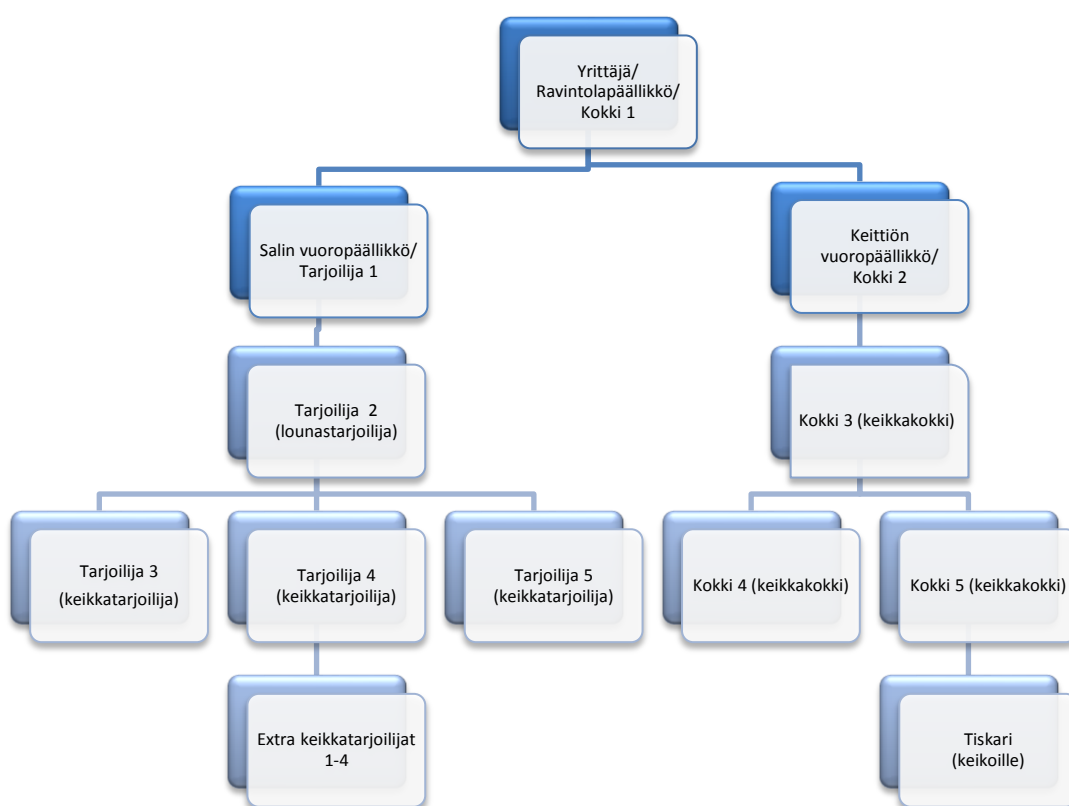 Yrittäjä/
Ravintolapäällikkö/
Kokki 1
Salin vuoropäällikkö/
Tarjoilija 1
Keittiön
vuoropäällikkö/
Kokki 2
Tarjoilija 2
(lounastarjoilija)
Kokki 3 (keikkakokki)
Tarjoilija 3
(keikkatarjoilija)
Tarjoilija 4
(keikkatarjoilija)
Tarjoilija 5
(keikkatarjoilija)
Kokki 4 (keikkakokki)
Kokki 5 (keikkakokki)
Extra keikkatarjoilijat
1-4
Tiskari
(keikoille)